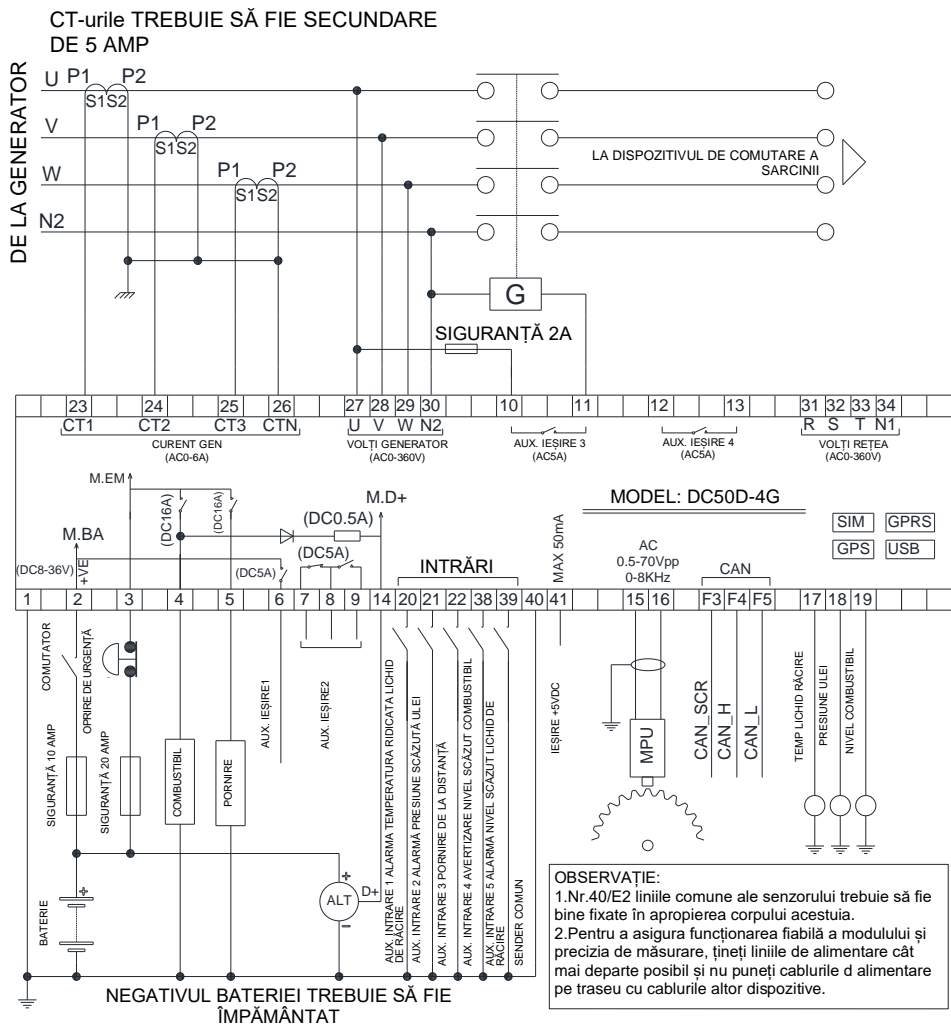 CT-urile TREBUIE SĂ FIE SECUNDARE
DE 5 AMP
DE LA GENERATOR
U P1 P2
S1S2
V P1 P2
S1S2
W P1 P2
S1S2
N2
LA DISPOZITIVUL DE COMUTARE A
SARCINII
G
SIGURANȚĂ 2A
23 24 25 26 27 28 29 30 10 11 12 13 31 32 33 34
CT1 CT2 CT3 CTN U V W N2 R S T N1
CURENT GEN
(AC0-6A)
VOLȚI GENERATOR
(AC0-360V)
AUX. IEȘIRE 3
(AC5A)
AUX. IEȘIRE 4
(AC5A)
VOLȚI REȚEA
(AC0-360V)
M.EM
(DC16A)
(DC16A)
M.D+
MODEL: DC50D-4G
M.BA
(DC0.5A)
SIM GPRS
GPS USB
(DC8-36V)
+VE
(DC5A)
(DC5A)
INTRĂRI
MAX 50mA
AC
0.5-70Vpp
0-8KHz
CAN
1 2 3 4 5 6 7 8 9 14 20 21 22 38 39 40 41 15 16 F3 F4 F5 17 18 19
COMUTATOR
OPRIRE DE URGENȚĂ
SIGURANȚĂ 10 AMP
SIGURANȚĂ 20 AMP
COMBUSTIBIL
PORNIRE
AUX. IEȘIRE1
AUX. IEȘIRE2
AUX. INTRARE 1 ALARMA TEMPERATURA RIDICATA LICHID
DE RĂCIRE
AUX. INTRARE 2 ALARMĂ PRESIUNE SCĂZUTĂ ULEI
AUX. INTRARE 3 PORNIRE DE LA DISTANȚĂ
AUX. INTRARE 4 AVERTIZARE NIVEL SCĂZUT COMBUSTIBIL
AUX. INTRARE 5 ALARMĂ NIVEL SCĂZUT LICHID DE
RĂCIRE
SENDER COMUN
IEȘIRE +5VDC
MPU
CAN_SCR
CAN_H
CAN_L
TEMP LICHID RĂCIRE
PRESIUNE ULEI
NIVEL COMBUSTIBIL
BATERIE
+
−
+
ALT
D+
−
NEGATIVUL BATERIEI TREBUIE SĂ FIE
ÎMPĂMÂNTAT
OBSERVAȚIE:
1.Nr.40/E2 liniile comune ale senzorului trebuie să fie
bine fixate în apropierea corpului acestuia.
2.Pentru a asigura funcționarea fiabilă a modulului și
precizia de măsurare, țineți liniile de alimentare cât
mai departe posibil și nu puneți cablurile d alimentare
pe traseu cu cablurile altor dispozitive.